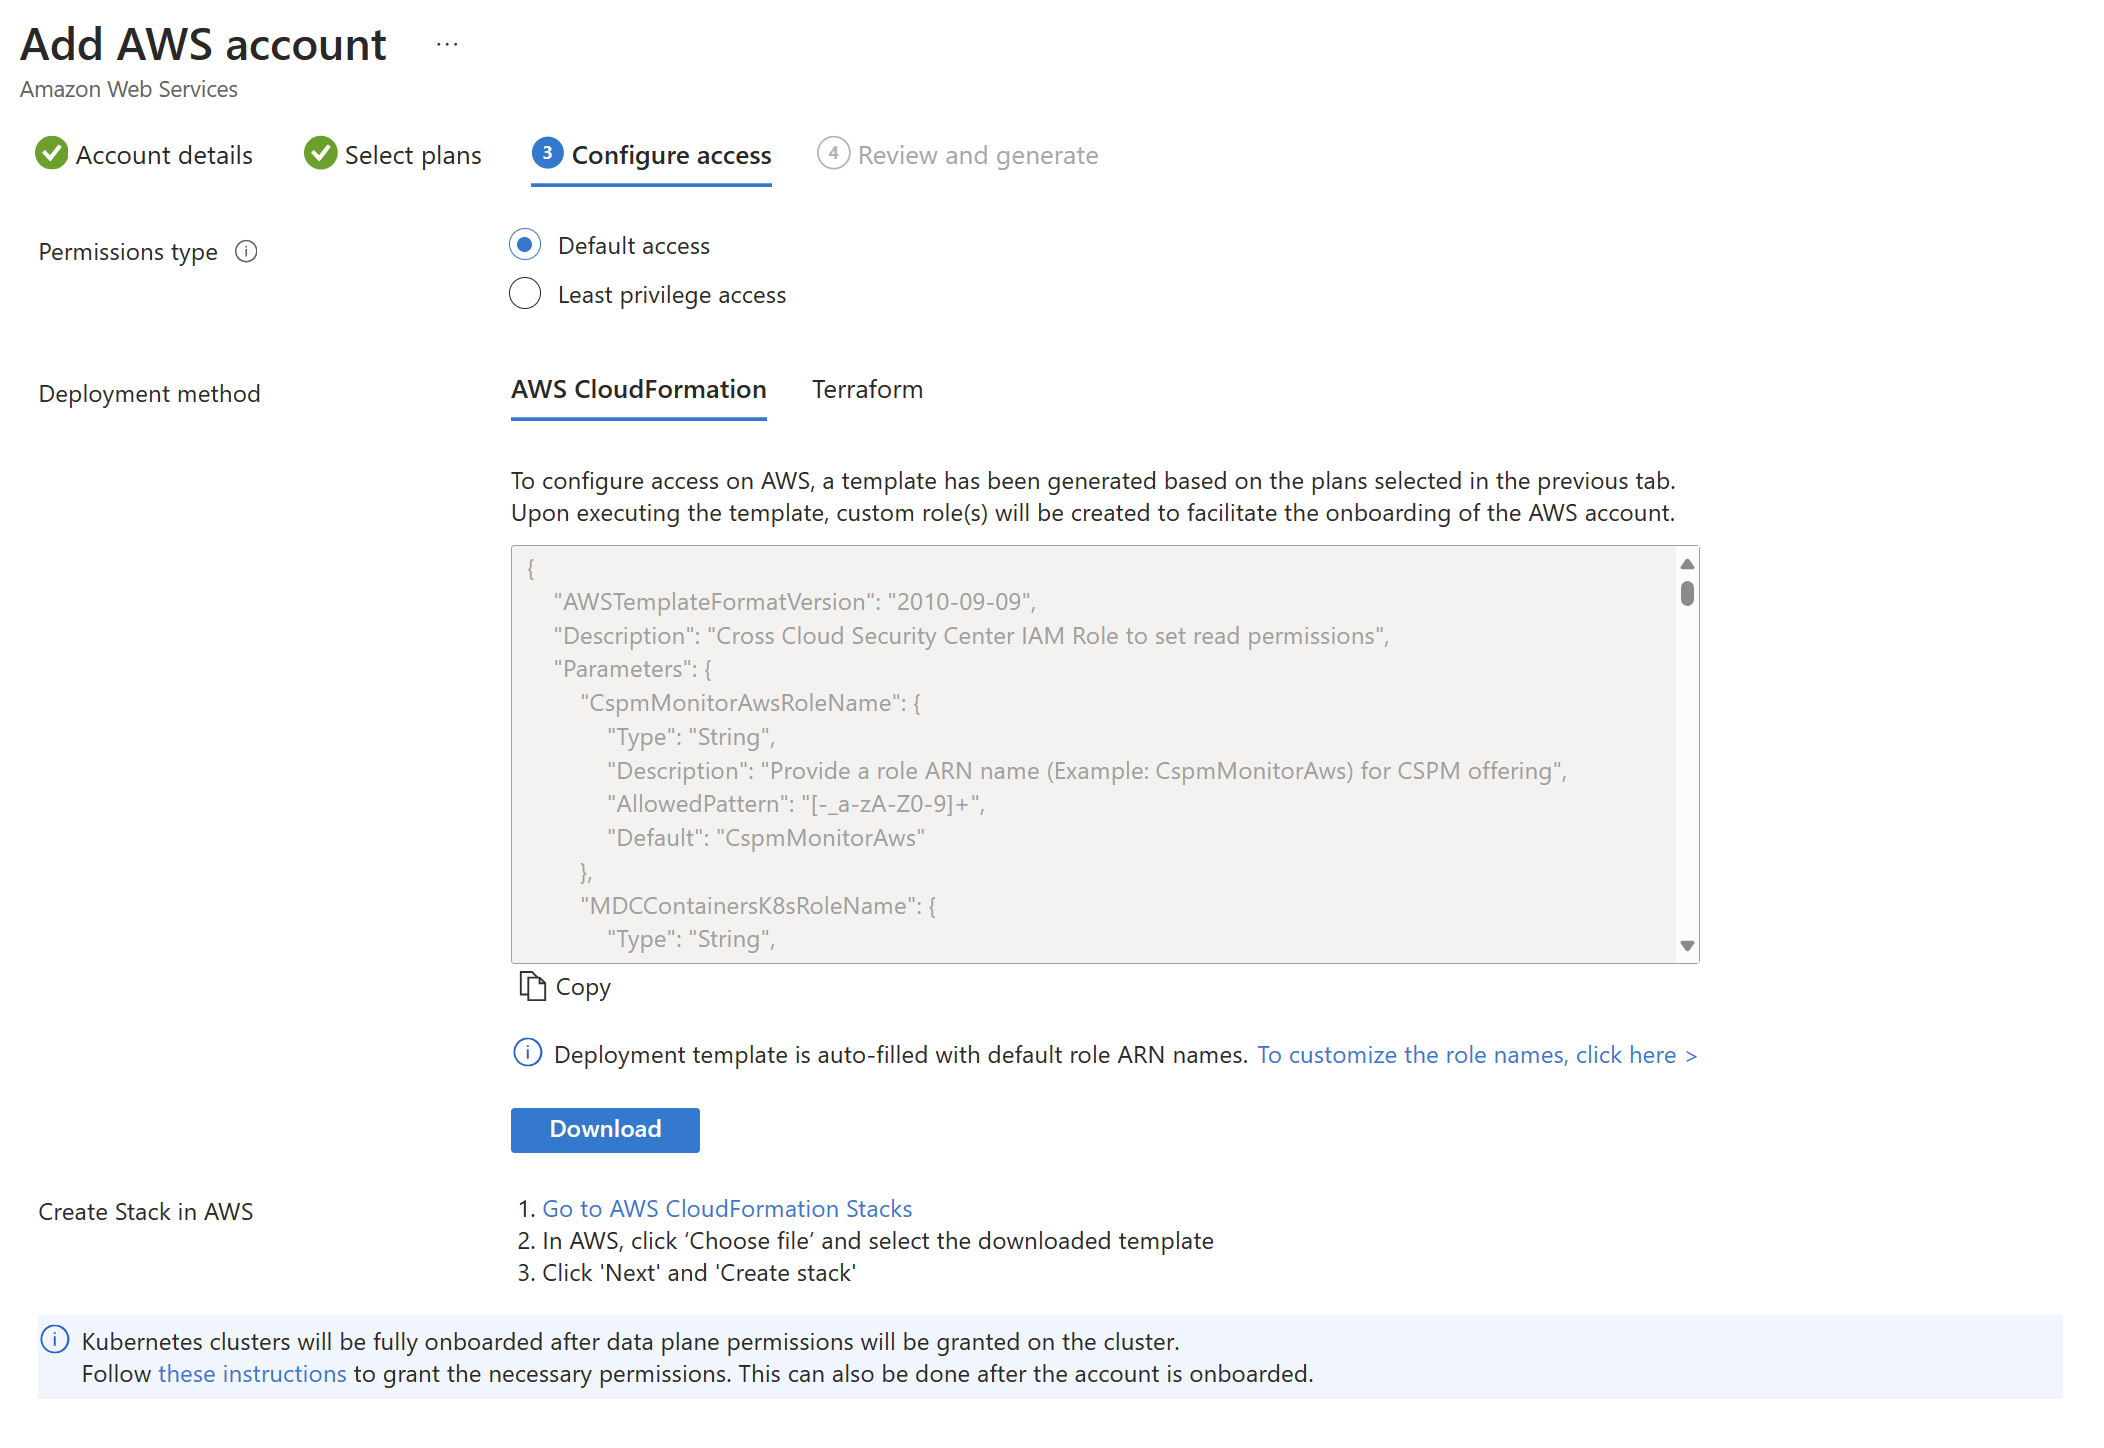 Add AWS account ...
Amazon Web Services
Account details Select plans 3 Configure access 4 Review and generate
Permissions type
Default access
Least privilege access
Deployment method
AWS CloudFormation Terraform
To configure access on AWS, a template has been generated based on the plans selected in the previous tab.
Upon executing the template, custom role(s) will be created to facilitate the onboarding of the AWS account.
{
"AWSTemplateFormatVersion": "2010-09-09",
"Description": "Cross Cloud Security Center IAM Role to set read permissions",
"Parameters": {
"CspmMonitorAwsRoleName": {
"Type": "String",
"Description": "Provide a role ARN name (Example: CspmMonitorAws) for CSPM offering",
"AllowedPattern": "[-_a-zA-Z0-9]+",
"Default": "CspmMonitorAws"
},
"MDCContainersK8sRoleName": {
"Type": "String",
Copy
Deployment template is auto-filled with default role ARN names. To customize the role names, click here >
Download
Create Stack in AWS
1. Go to AWS CloudFormation Stacks
2. In AWS, click ‘Choose file’ and select the downloaded template
3. Click 'Next' and 'Create stack'
Kubernetes clusters will be fully onboarded after data plane permissions will be granted on the cluster.
Follow these instructions to grant the necessary permissions. This can also be done after the account is onboarded.